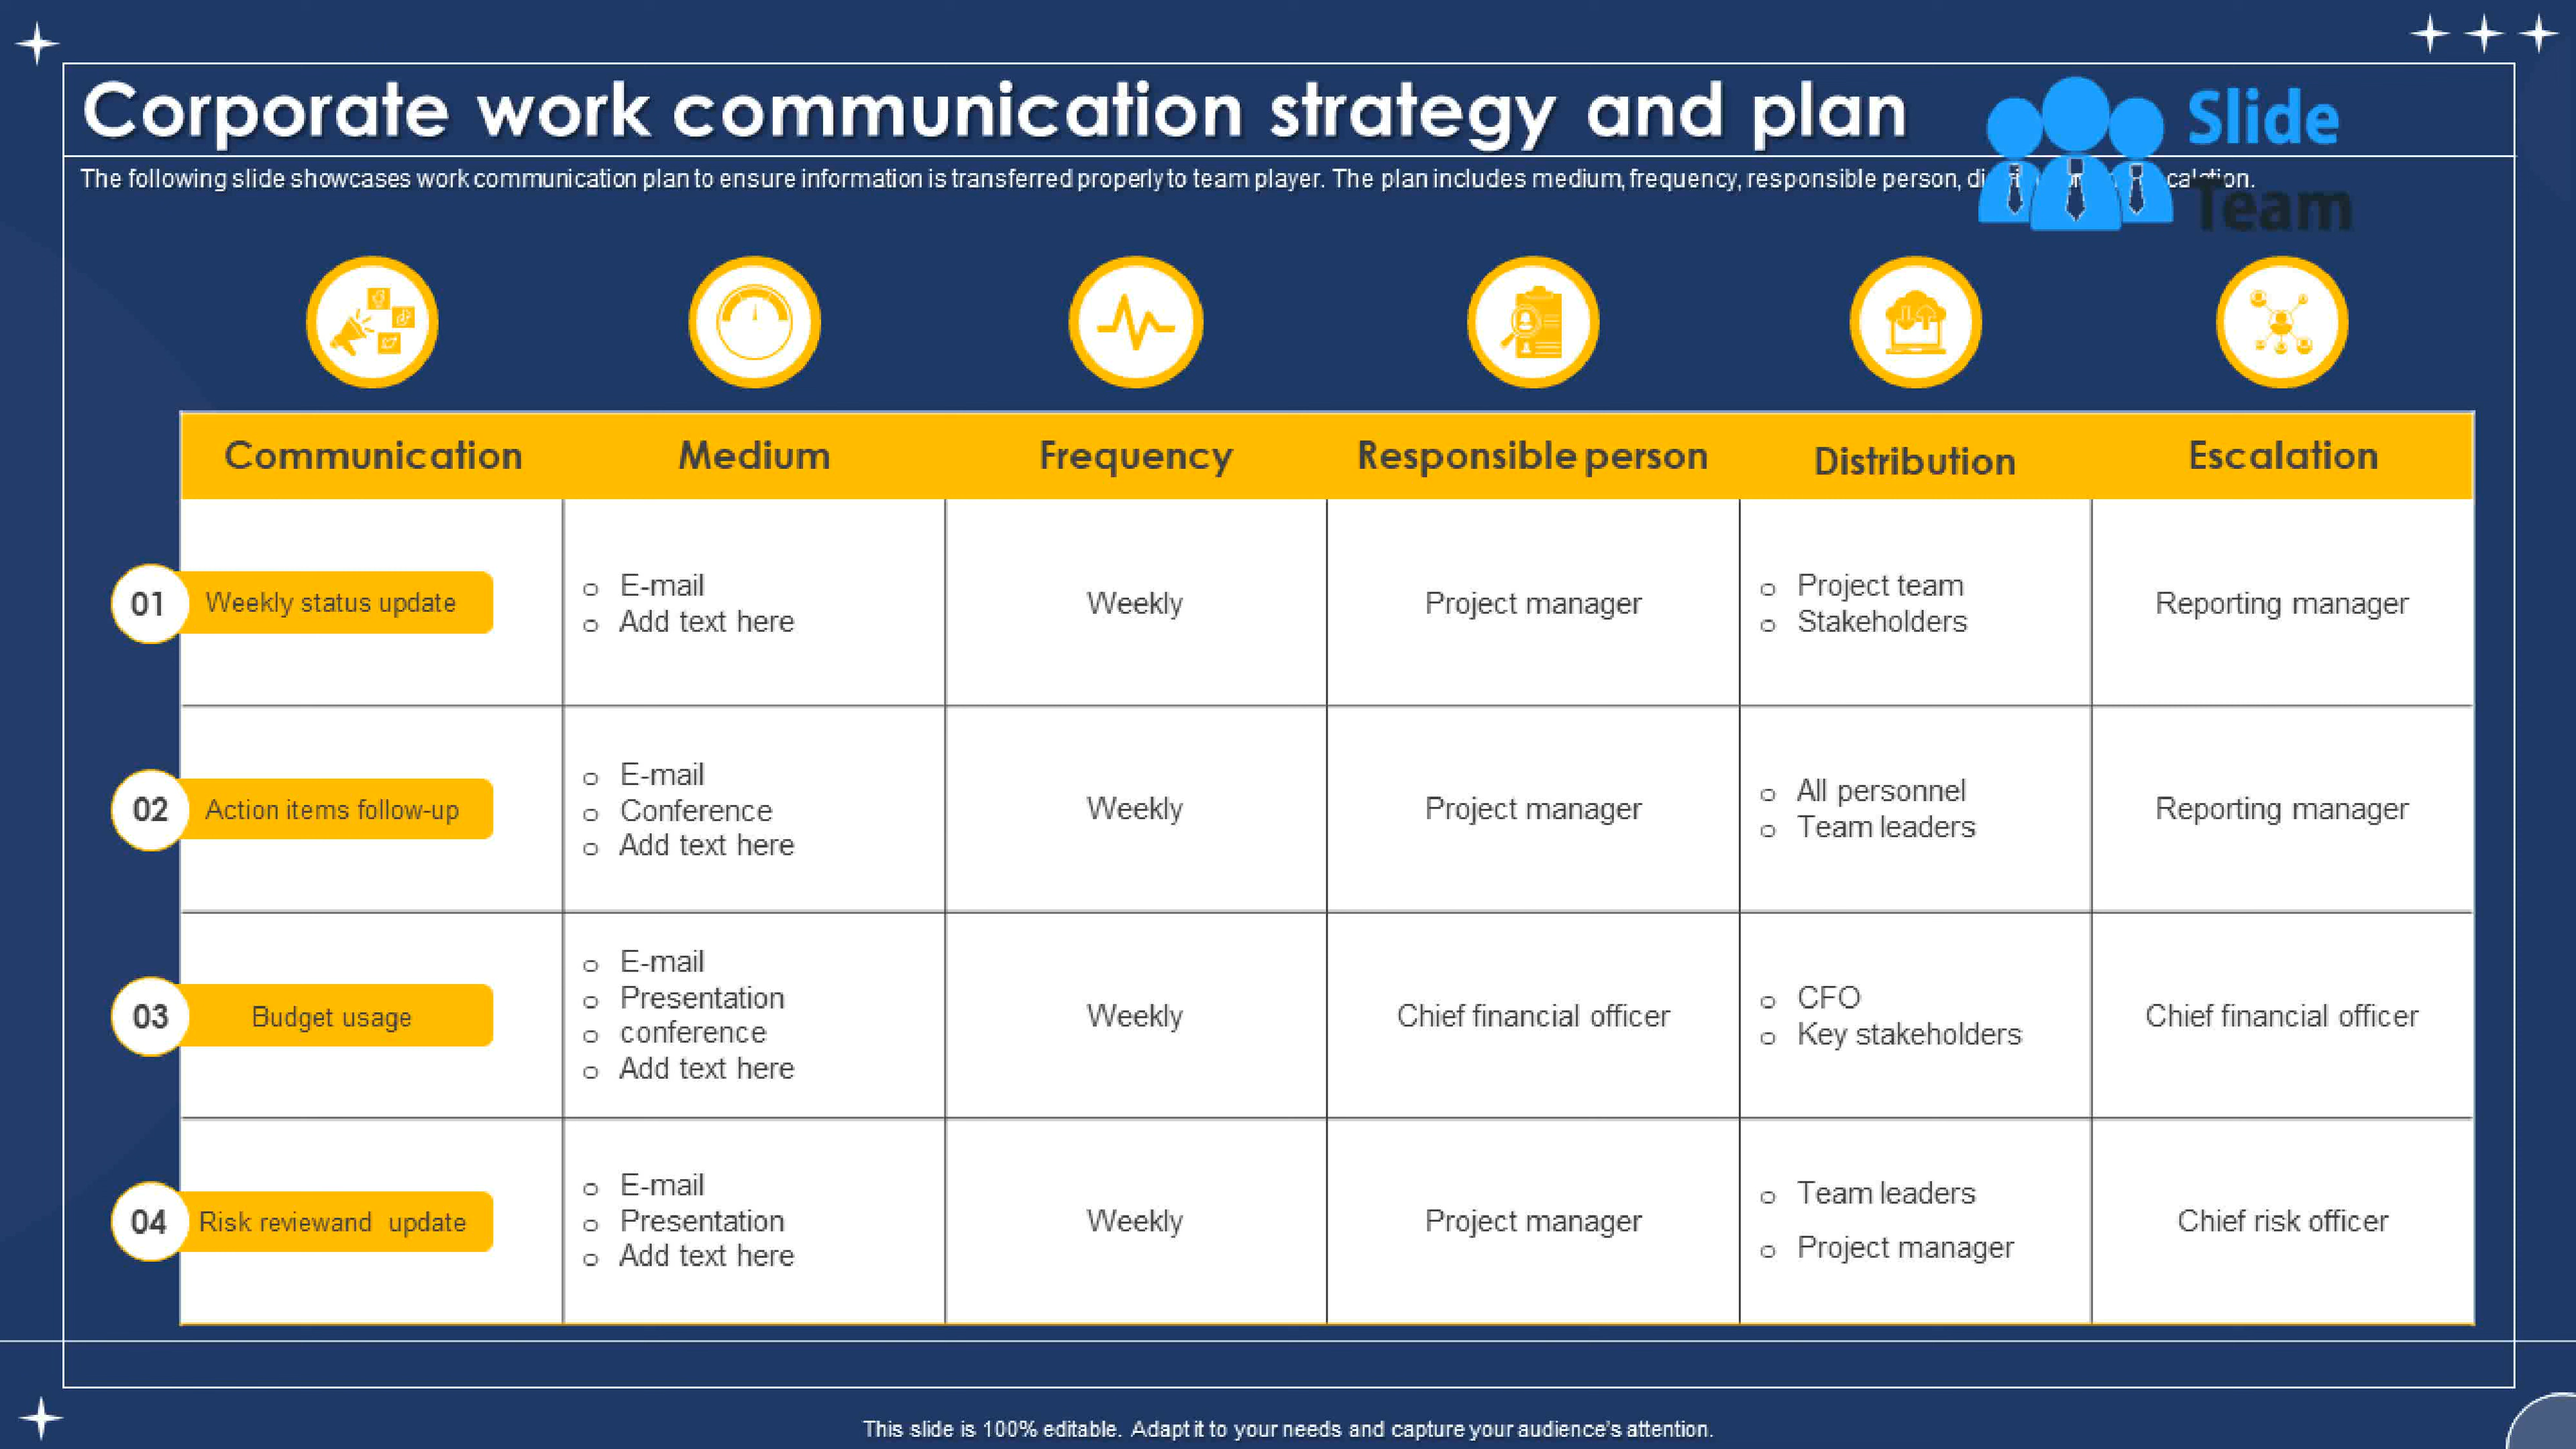 Corporate work communication strategy and plan
Slide
Team
The following slide showcases work communication plan to ensure information is transferred properly to team player. The plan includes medium, frequency, responsible person,
Communication Medium Frequency Responsible person Distribution Escalation
01 Weekly status update
E-mail
Add text here
Weekly
Project manager
Project team
Stakeholders
Reporting manager
02 Action items follow-up
E-mail
Conference
Add text here
Weekly
Project manager
All personnel
Team leaders
Reporting manager
03 Budget usage
E-mail
Presentation
conference
Add text here
Weekly
Chief financial officer
CFO
Key stakeholders
Chief financial officer
04 Risk reviewand update
E-mail
Presentation
Add text here
Weekly
Project manager
Team leaders
Project manager
Chief risk officer
This slide is 100% editable. Adapt it to your needs and capture your audience's attention.